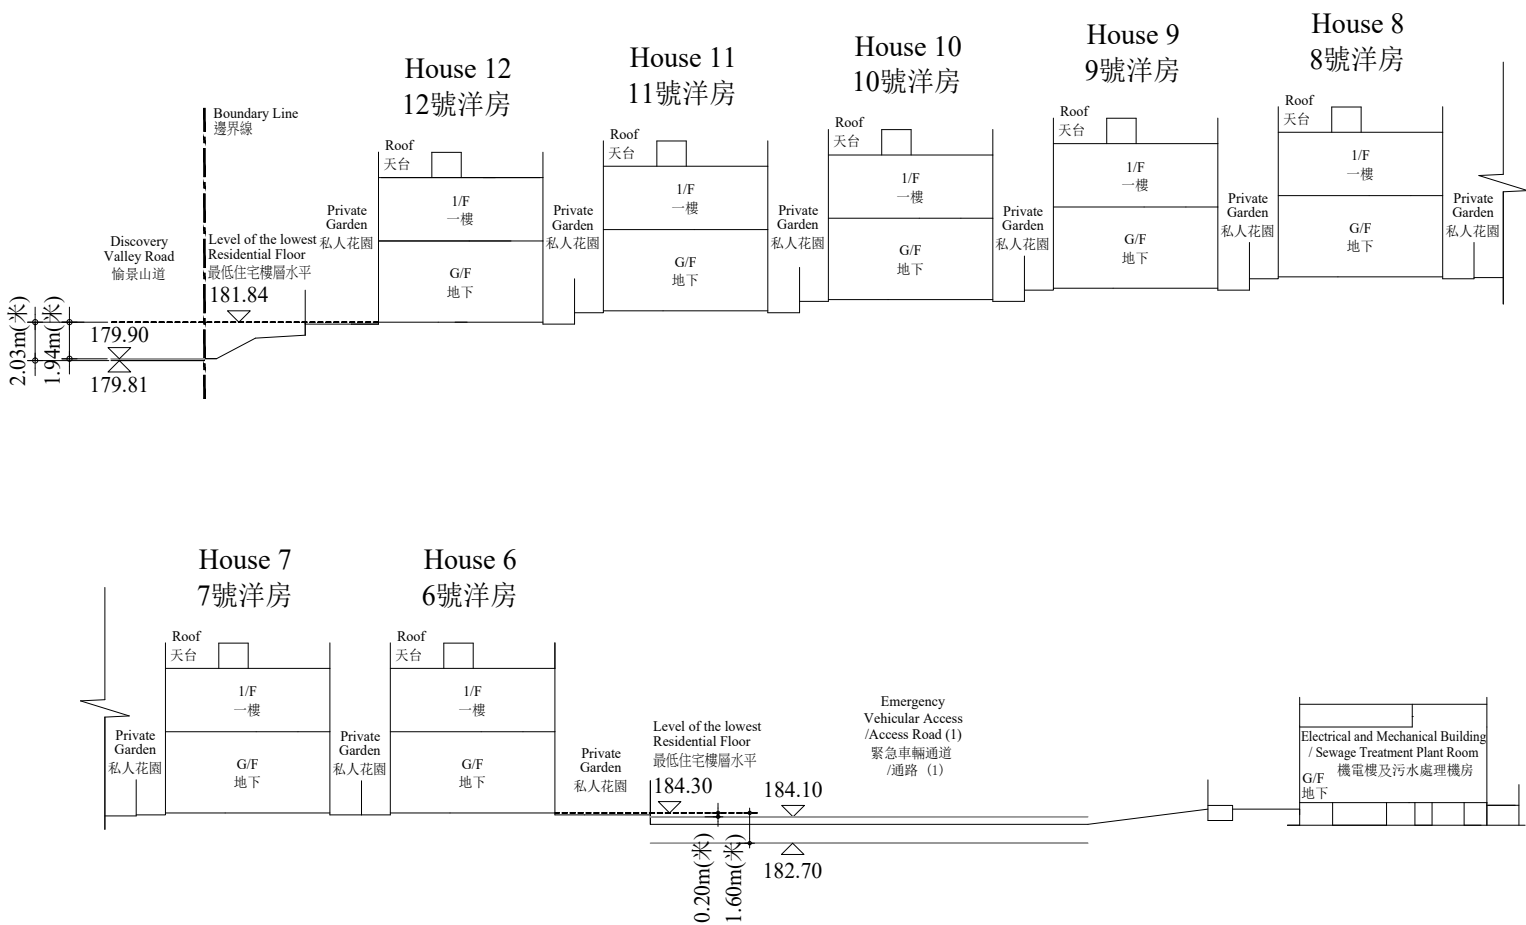 House 12
12號洋房
House 11
11號洋房
House 10
10號洋房
House 9
9號洋房
House 8
8號洋房
Boundary Line
邊界線
Roof
天台
1/F
一樓
G/F
地下
Roof
天台
1/F
一樓
G/F
地下
Roof
天台
1/F
一樓
G/F
地下
Roof
天台
1/F
一樓
G/F
地下
Roof
天台
1/F
一樓
G/F
地下
Private
Garden
私人花園
Private
Garden
私人花園
Private
Garden
私人花園
Private
Garden
私人花園
Private
Garden
私人花園
Private
Garden
私人花園
Discovery
Valley Road
愉景山道
Level of the lowest
Residential Floor
最低住宅樓層水平
181.84
2.03m(米)
1.94m(米)
179.90
179.81
House 7
7號洋房
House 6
6號洋房
Roof
天台
1/F
一樓
G/F
地下
Roof
天台
1/F
一樓
G/F
地下
Private
Garden
私人花園
Private
Garden
私人花園
Private
Garden
私人花園
Level of the lowest
Residential Floor
最低住宅樓層水平
184.30
Emergency
Vehicular Access
/Access Road (1)
緊急車輛通道
/通路（1）
184.10
0.20m(米)
1.60m(米)
182.70
Electrical and Mechanical Building
/ Sewage Treatment Plant Room
機電樓及污水處理機房
G/F
地下